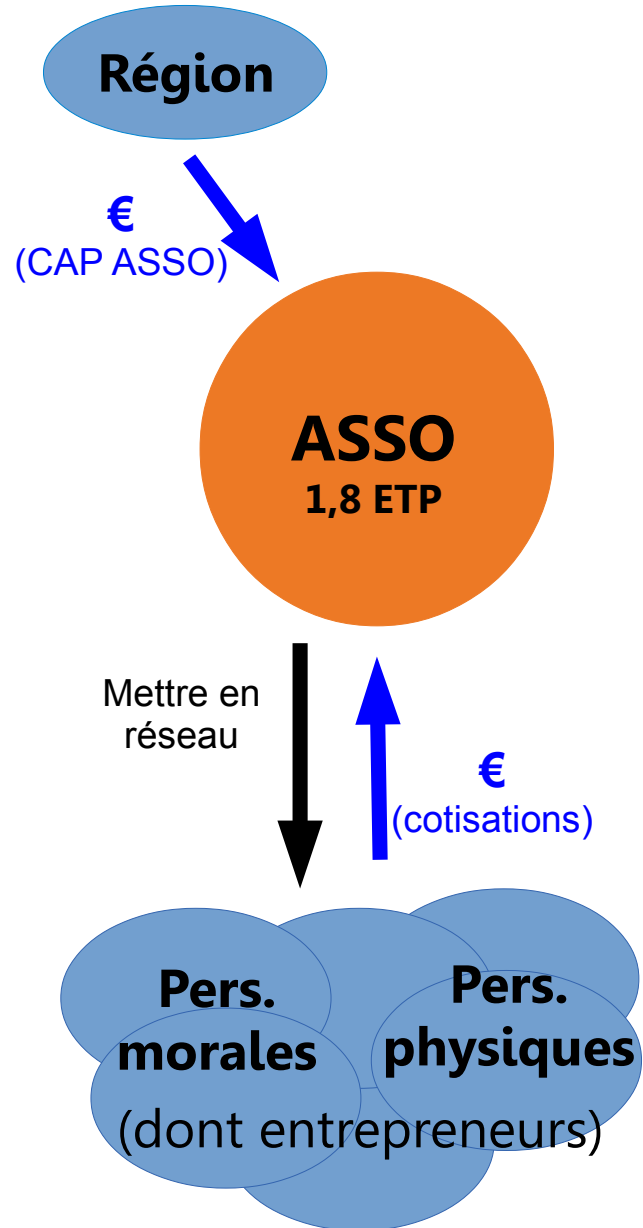 Région
€
(CAP ASSO)
ASSO
1,8 ETP
Mettre en
réseau
€
(cotisations)
Pers.
morales
Pers.
physiques
(dont entrepreneurs)